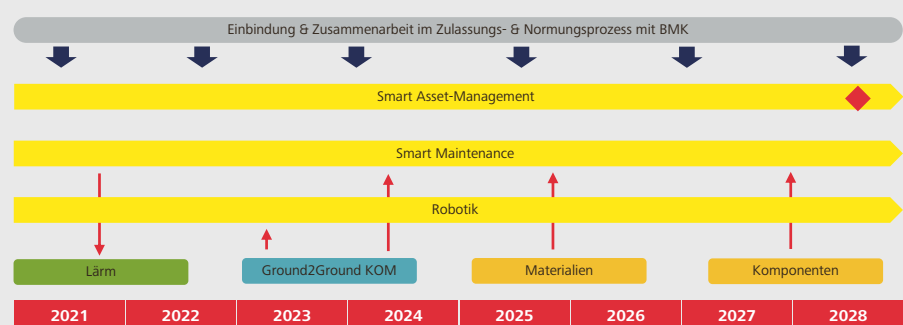 Einbindung & Zusammenarbeit im Zulassungs- & Normungsprozess mit BMK
Smart Asset-Management
Smart Maintenance
Robotik
Lärm
Ground2Ground KOM
Materialien
Komponenten
2021 2022 2023 2024 2025 2026 2027 2028